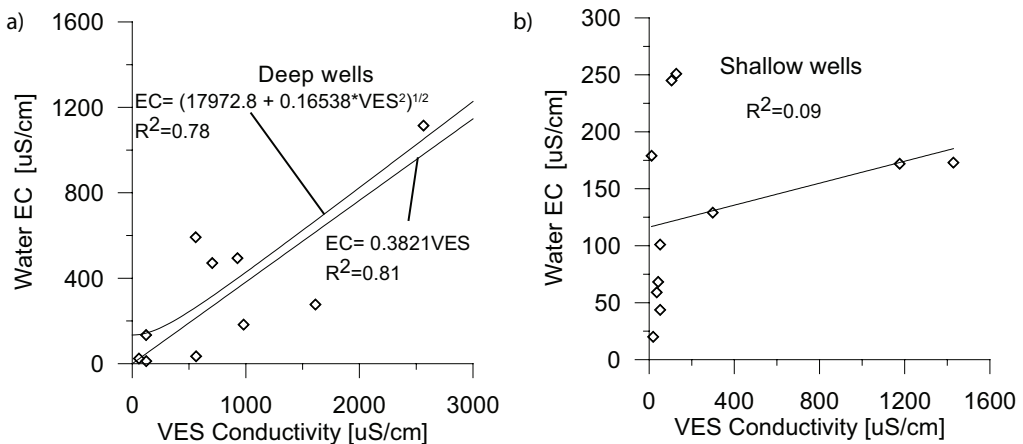 a)
1600
1200
800
400
0
Water EC [uS/cm]
Deep wells
EC= (17972.8 + 0.16538*VES²)¹ᐟ²
R²=0.78
EC= 0.3821VES
R²=0.81
0 1000 2000 3000
VES Conductivity [uS/cm]
b)
300
250
200
150
100
50
0
Water EC [uS/cm]
Shallow wells
R²=0.09
0 400 800 1200 1600
VES Conductivity [uS/cm]